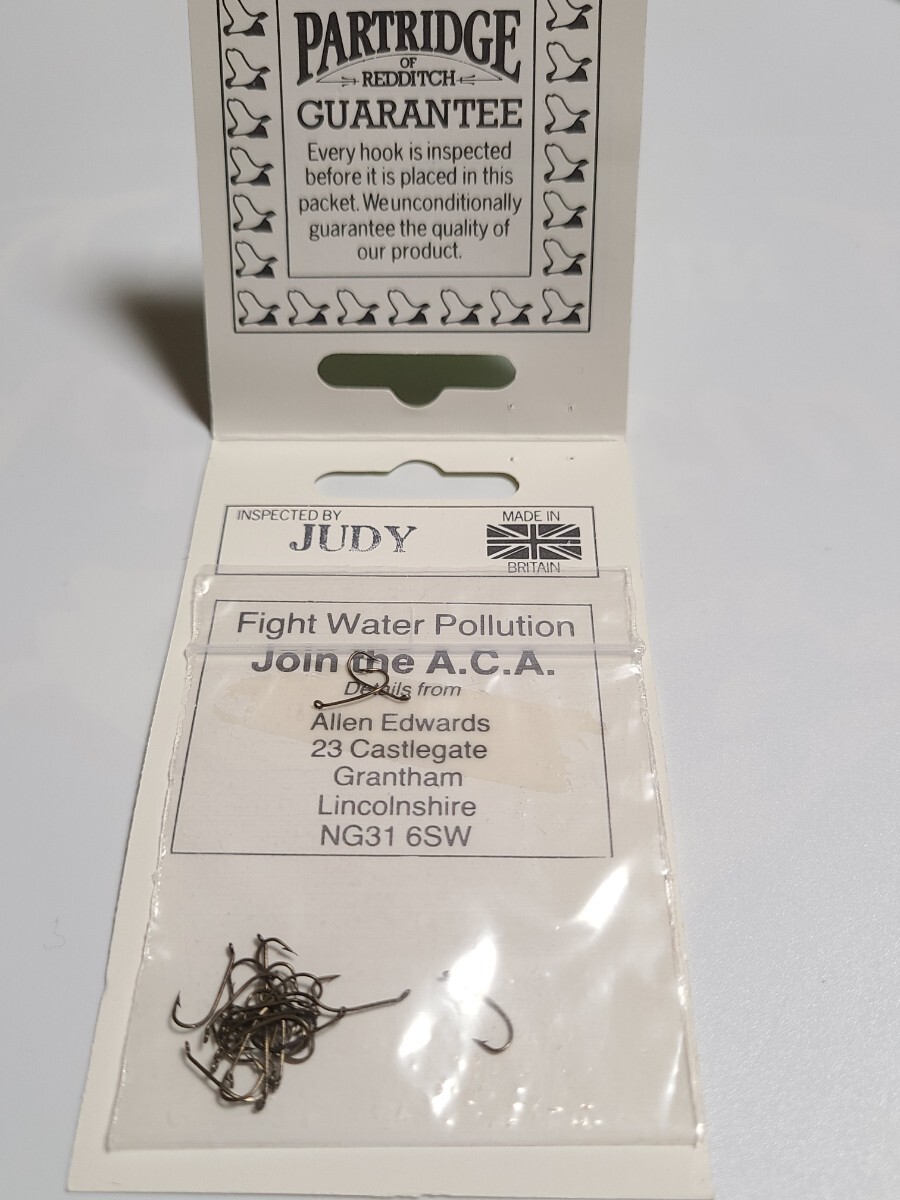 PARTRIDGE
OF
REDDITCH
GUARANTEE
Every hook is inspected
before it is placed in this
packet. We unconditionally
guarantee the quality of
our product.
INSPECTED BY
JUDY
MADE IN
BRITAIN
Fight Water Pollution
Join the A.C.A.
Details from
Allen Edwards
23 Castlegate
Grantham
Lincolnshire
NG31 6SW